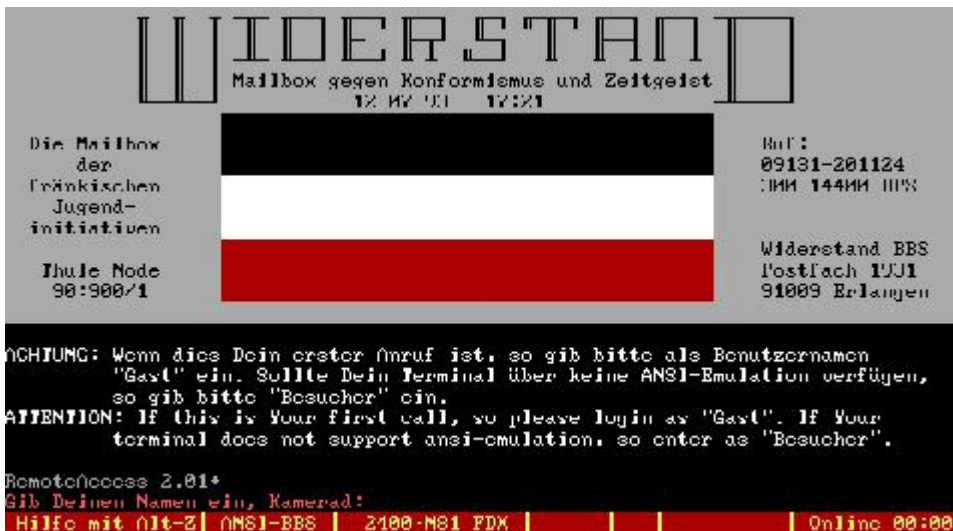 WIDERSTAND
Mailbox gegen Konformismus und Zeitgeist
17:21
Die Mailbox
der
fränkischen
Jugend-
initiativen
Thule Node
90:900/1
Ruf:
09131-201124
14400 BPS
Widerstand BBS
Postfach
91009 Erlangen
ACHTUNG: Wenn dies Dein erster Anruf ist, so gib bitte als Benutzernamen
"Gast" ein. Sollte Dein Terminal über keine ANSI-Emulation verfügen,
so gib bitte "Besucher" ein.
ATTENTION: If this is Your first call, so please login as "Gast". If Your
terminal does not support ansi-emulation, so enter as "Besucher".
RemoteAccess 2.01+
Gib Deinen Namen ein, Kamerad:
Hilfe mit Alt-Z ANSI-BBS 2400-N81 FDX Online 00:00